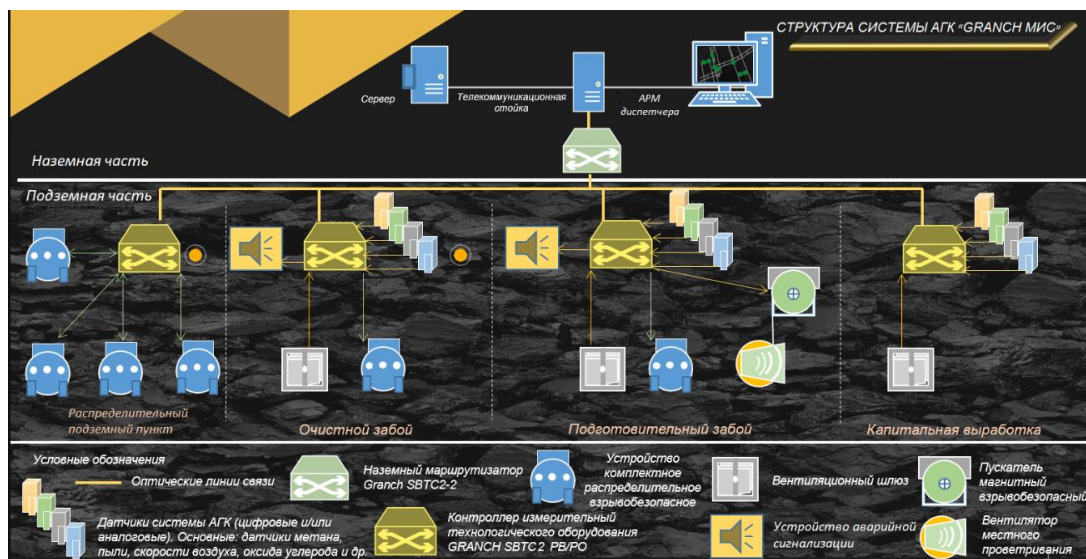 СТРУКТУРА СИСТЕМЫ АГК «GRANCH МИС»
Сервер
Телекоммуникационная
стойка
АРМ
диспетчера
Наземная часть
Подземная часть
Распределительный
подземный пункт
Очистной забой
Подготовительный забой
Капитальная выработка
Условные обозначения
Оптические линии связи
Датчики системы АГК (цифровые и/или
аналоговые). Основные: датчики метана,
пыли, скорости воздуха, оксида углерода и др.
Наземный маршрутизатор
Granch SBTC2-2
Контроллер измерительный
технологического оборудования
GRANCH SBTC 2 PB/PO
Устройство
комплектное
распределительное
взрывобезопасное
Вентиляционный шлюз
Устройство аварийной
сигнализации
Пускатель
магнитный
взрывобезопасный
Вентилятор
местного
проветривания